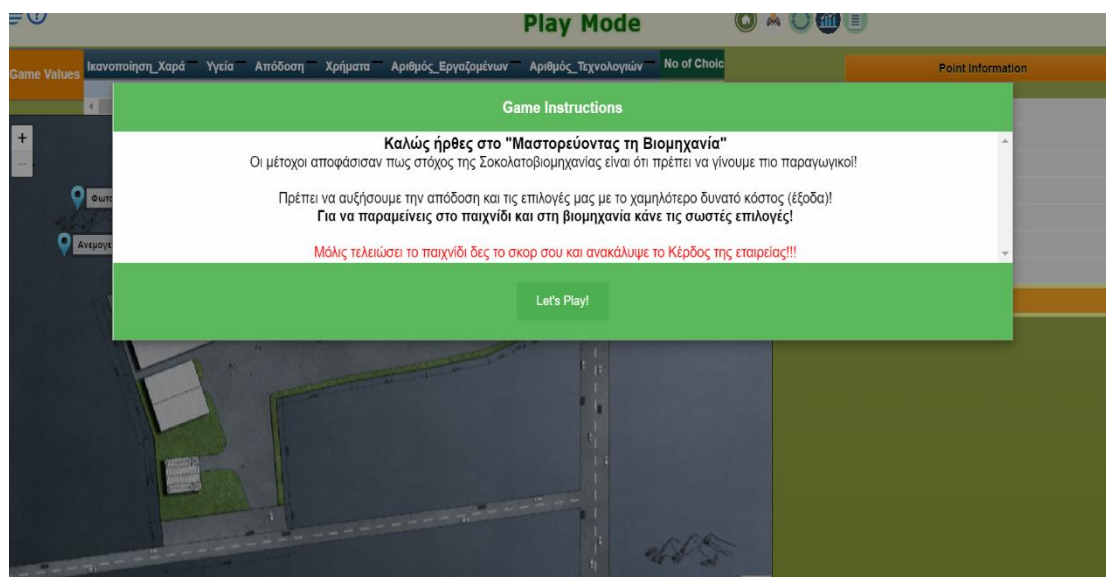 Play Mode
Game Values
Ικανοποίηση_Χαρά Υγεία Απόδοση Χρήματα Αριθμός_Εργαζομένων Αριθμός_Τεχνολογιών No of Choic
Point Information
Game Instructions
Καλώς ήρθες στο "Μαστορεύοντας τη Βιομηχανία"
Οι μέτοχοι αποφάσισαν πως στόχος της Σοκολατοβιομηχανίας είναι ότι πρέπει να γίνουμε πιο παραγωγικοί!
Πρέπει να αυξήσουμε την απόδοση και τις επιλογές μας με το χαμηλότερο δυνατό κόστος (έξοδα)!
Για να παραμείνεις στο παιχνίδι και στη βιομηχανία κάνε τις σωστές επιλογές!
Μόλις τελειώσει το παιχνίδι δες το σκορ σου και ανακάλυψε το Κέρδος της εταιρείας!!!
Let's Play!
+
Φωτο
Ανεμογε